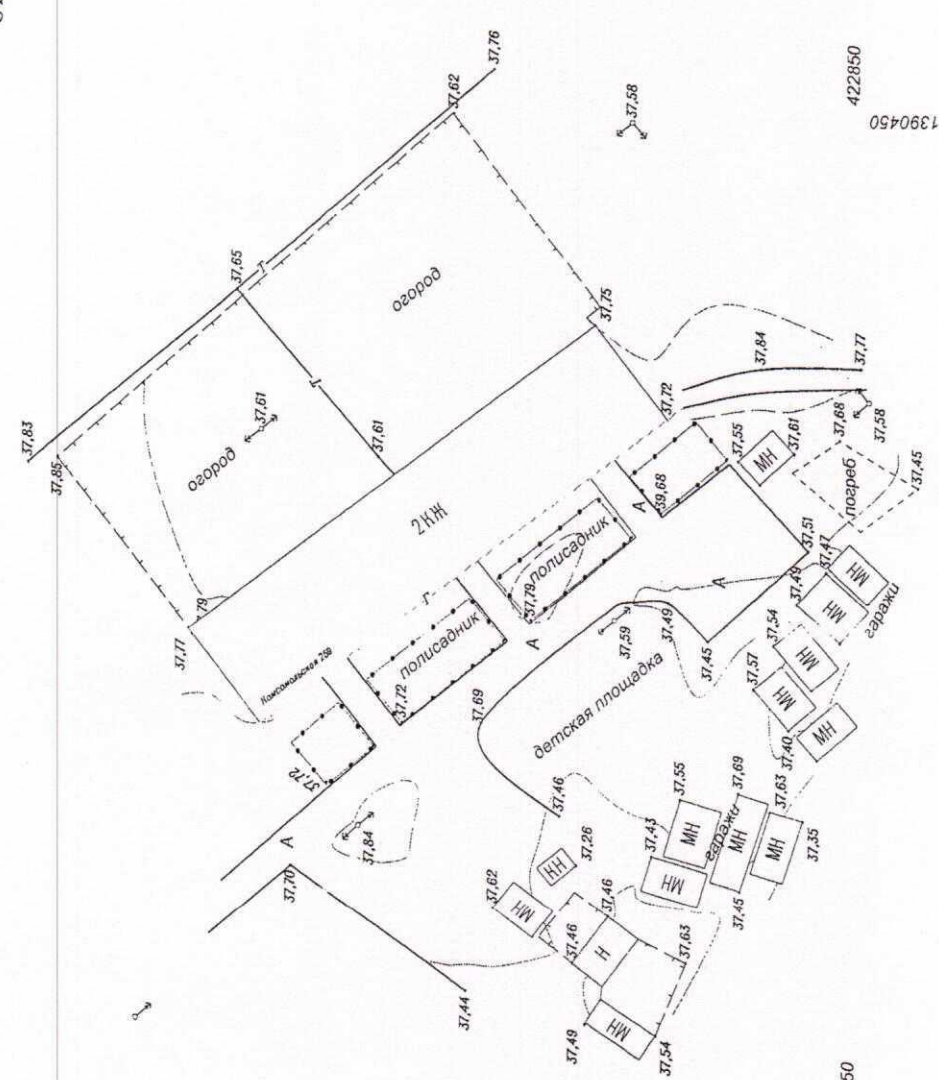 422850
1390450
37,76
37,62
37,58
37,65
Г
огород
37,83
37,85
37,61
огород
Г
37,61
37,75
37,84
37,77
37,72
2КЖ
79
37,77
Комсомольская 25В
37,68
37,58
37,55
МН
37,61
39,68
А
погреб
37,45
полисадник
37,79
Г
полисадник
37,72
А
37,51
37,47
37,49
МН
МН
гаражи
А
37,59
37,49
37,45
37,54
МН
37,57
МН
37,40
МН
37,69
детская площадка
37,72
37,84
А
37,70
37,46
37,55
37,69
37,63
37,43
МН
гаражи
МН
МН
МН
37,35
37,45
КН
37,26
37,62
МН
37,46
37,46
Н
37,63
37,44
37,49
МН
37,54
50